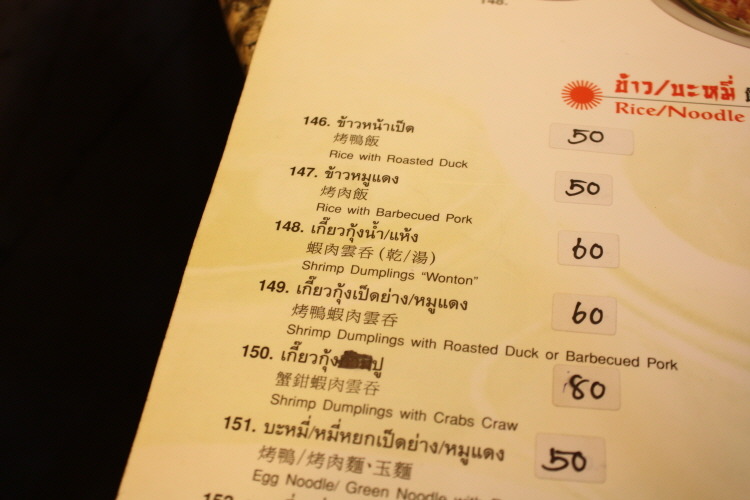 148.
ข้าว/บะหมี่
Rice/Noodle
146. ข้าวหน้าเป็ด 50
烤鴨飯
Rice with Roasted Duck
147. ข้าวหมูแดง 50
烤肉飯
Rice with Barbecued Pork
148. เกี๊ยวกุ้งน้ำ/แห้ง 60
蝦肉雲吞(乾/湯)
Shrimp Dumplings "Wonton"
149. เกี๊ยวกุ้งเป็ดย่าง/หมูแดง 60
烤鴨蝦肉雲吞
Shrimp Dumplings with Roasted Duck or Barbecued Pork
150. เกี๊ยวกุ้ง ปู 80
蟹鉗蝦肉雲吞
Shrimp Dumplings with Crabs Craw
151. บะหมี่/หมี่หยกเป็ดย่าง/หมูแดง 50
烤鴨/烤肉麵、玉麵
Egg Noodle/ Green Noodle with